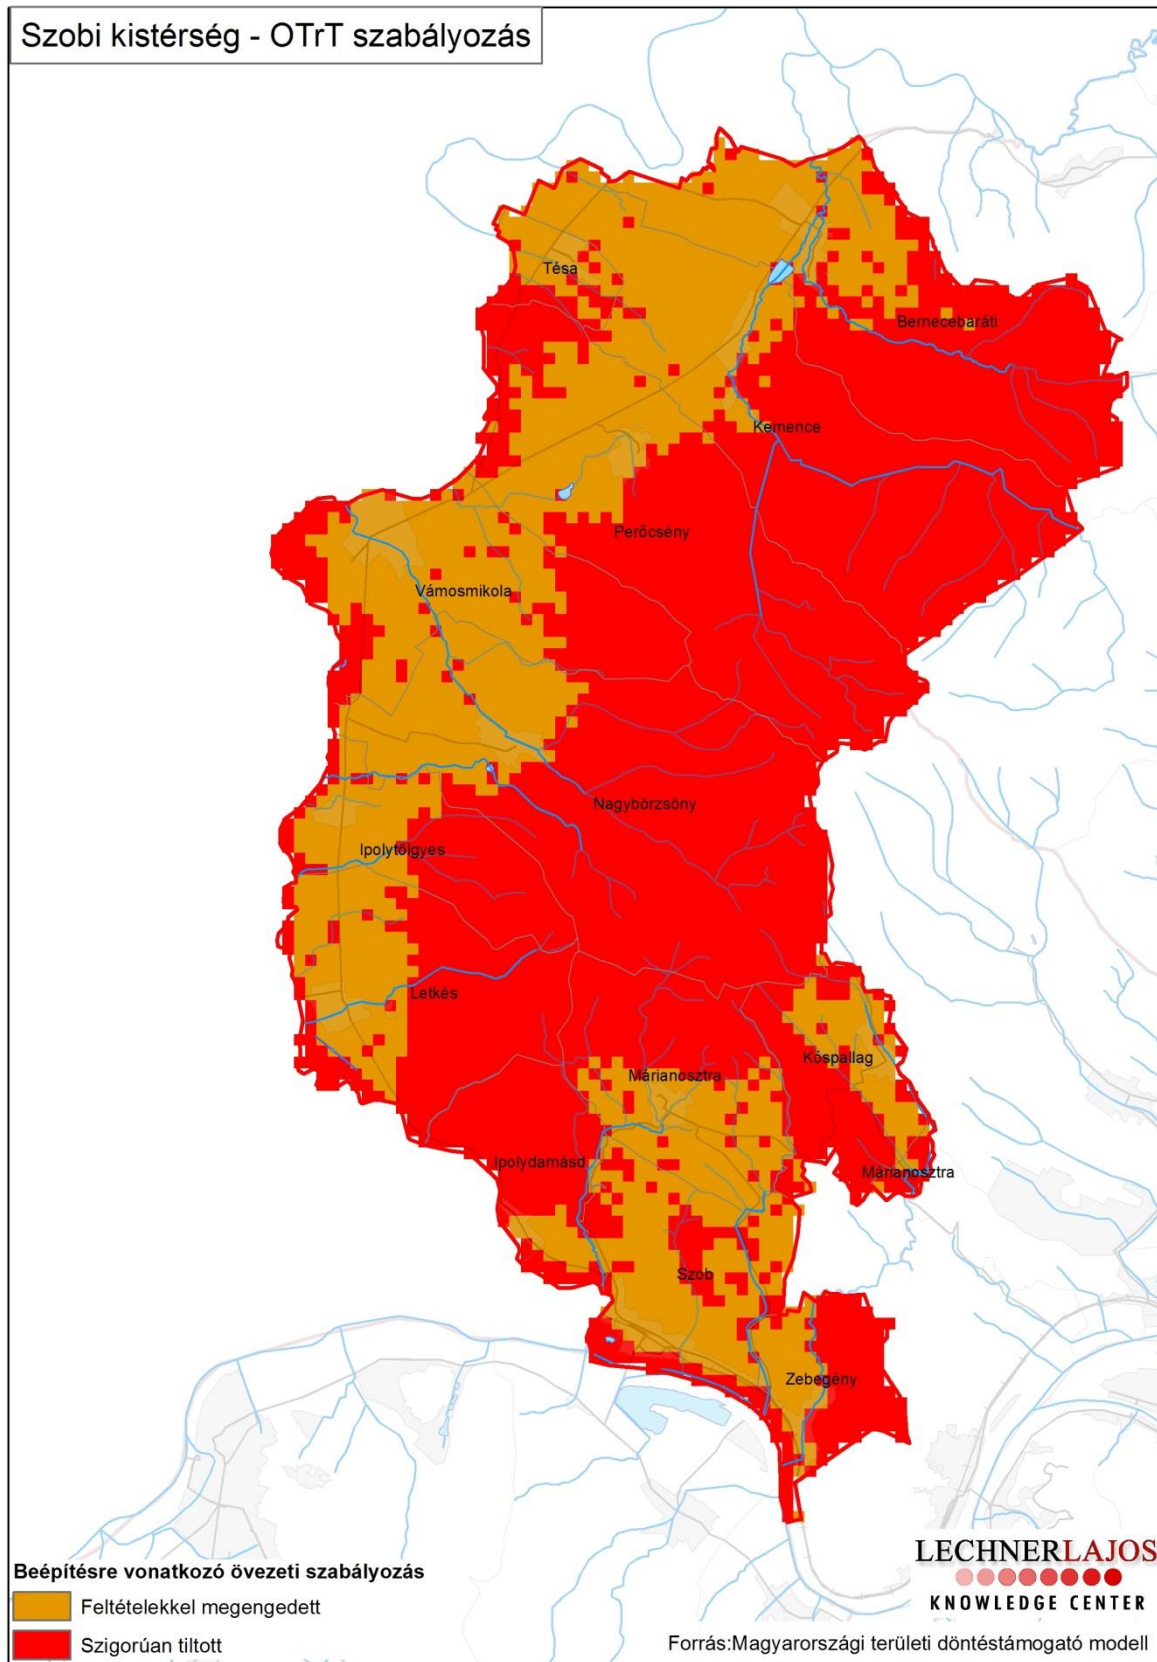 Szobi kistérség - OTrT szabályozás
Tésa
Bernecebaráti
Kemence
Perőcsény
Vámosmikola
Nagybörzsöny
Ipolytölgyes
Letkés
Kóspallag
Márianosztra
Ipolydamásd
Márianosztra
Szob
Zebegény
Beépítésre vonatkozó övezeti szabályozás
Feltételekkel megengedett
Szigorúan tiltott
LECHNERLAJOS
KNOWLEDGE CENTER
Forrás:Magyarországi területi döntéstámogató modell